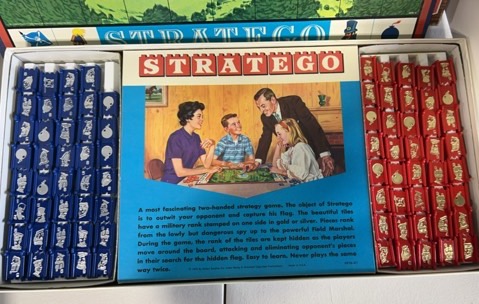 STRATEGO
STRATEGO
A most fascinating two-handed strategy game. The object of Stratego
is to outwit your opponent and capture his flag. The beautiful tiles
have a military rank stamped on one side in gold or silver. Pieces rank
from the lowly but dangerous spy up to the powerful Field Marshal.
During the game, the rank of the tiles are kept hidden as the players
move around the board, attacking and eliminating opponent's pieces
in their search for the hidden flag. Easy to learn. Never plays the same
way twice.